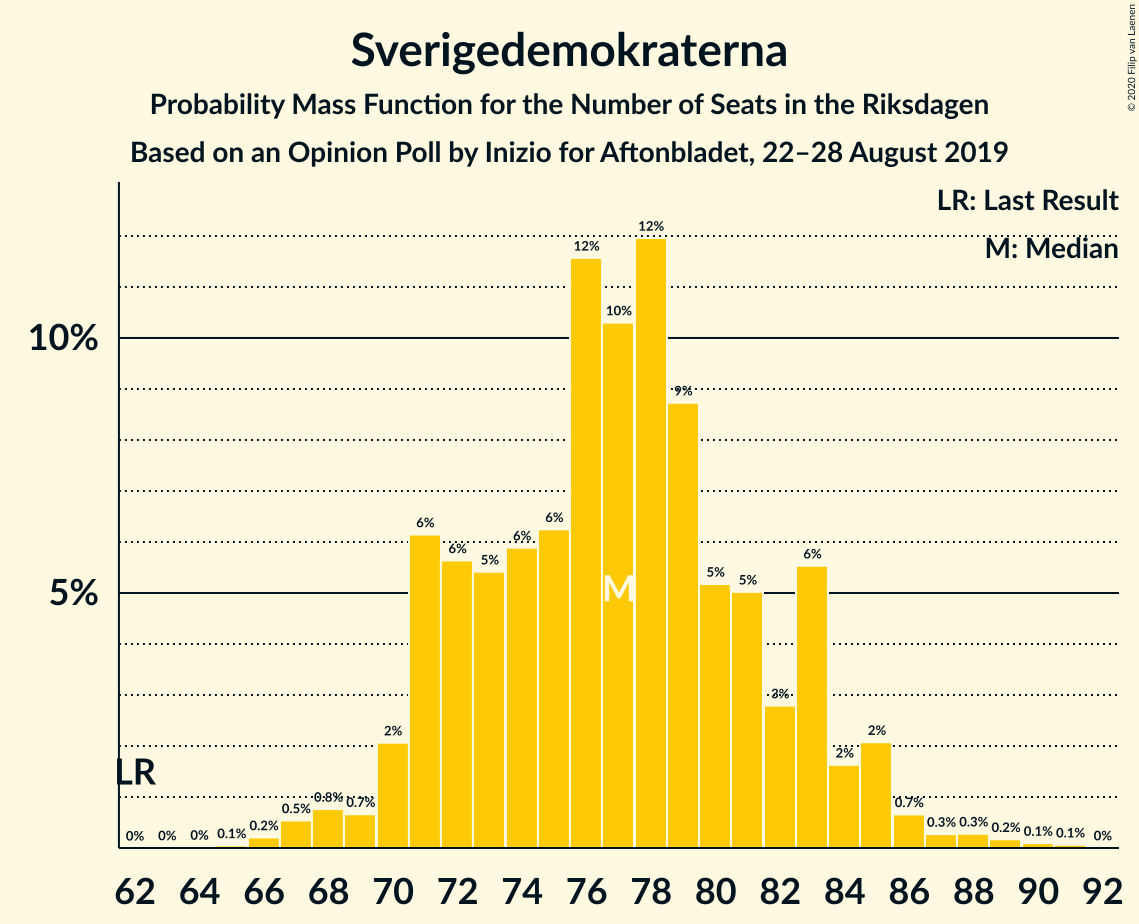 Sverigedemokraterna
Probability Mass Function for the Number of Seats in the Riksdagen
Based on an Opinion Poll by Inizio for Aftonbladet, 22–28 August 2019
© 2020 Filip van Laenen
LR: Last Result
M: Median
10%
5%
0% 0% 0% 0.1% 0.2% 0.5% 0.8% 0.7% 2% 6% 6% 5% 6% 6% 12% 10% 12% 9% 5% 5% 3% 6% 2% 2% 0.7% 0.3% 0.3% 0.2% 0.1% 0.1% 0%
M
LR
62 64 66 68 70 72 74 76 78 80 82 84 86 88 90 92